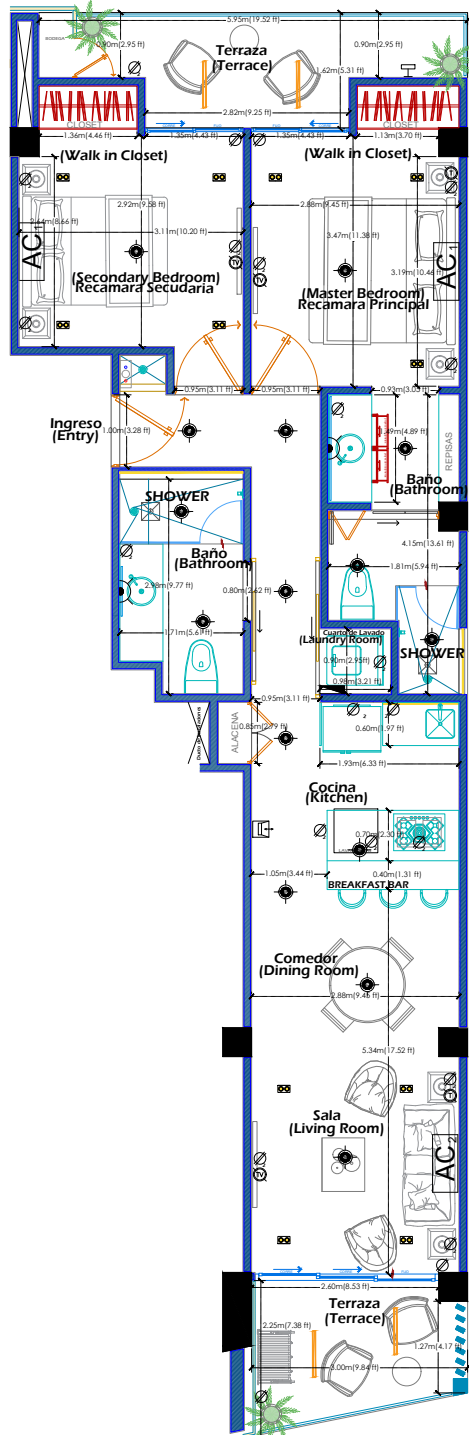 5.95m(19.52 ft)
BODEGA
0.90m(2.95 ft)
Terraza
(Terrace)
0.90m(2.95 ft)
1.62m(5.31 ft)
2.82m(9.25 ft)
CLOSET
CLOSET
1.36m(4.46 ft)
1.35m(4.43 ft)
1.35m(4.43 ft)
1.13m(3.70 ft)
(Walk in Closet)
(Walk in Closet)
2.92m(9.58 ft)
2.88m(9.45 ft)
2.64m(8.66 ft)
3.11m(10.20 ft)
3.47m(11.38 ft)
AC1
AC1
3.19m(10.46 ft)
(Secondary Bedroom)
Recamara Secudaria
(Master Bedroom)
Recamara Principal
0.95m(3.11 ft)
0.95m(3.11 ft)
0.93m(3.05 ft)
Ingreso
(Entry)
1.00m(3.28 ft)
1.49m(4.89 ft)
REPISAS
Baño
(Bathroom)
SHOWER
Baño
(Bathroom)
4.15m(13.61 ft)
1.81m(5.94 ft)
2.98m(9.77 ft)
0.80m(2.62 ft)
1.71m(5.61 ft)
Cuarto de Lavado
(Laundry Room)
0.90m(2.95 ft)
0.98m(3.21 ft)
SHOWER
0.95m(3.11 ft)
0.85m(2.79 ft)
ALACENA
0.60m(1.97 ft)
1.93m(6.33 ft)
Cocina
(Kitchen)
0.70m(2.30 ft)
1.05m(3.44 ft)
0.40m(1.31 ft)
BREAKFAST BAR
Comedor
(Dining Room)
2.88m(9.45 ft)
5.34m(17.52 ft)
Sala
(Living Room)
AC2
2.60m(8.53 ft)
Terraza
(Terrace)
2.25m(7.38 ft)
1.27m(4.17 ft)
3.00m(9.84 ft)